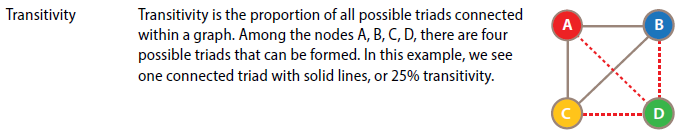 Transitivity
Transitivity is the proportion of all possible triads connected
within a graph. Among the nodes A, B, C, D, there are four
possible triads that can be formed. In this example, we see
one connected triad with solid lines, or 25% transitivity.
A
B
C
D